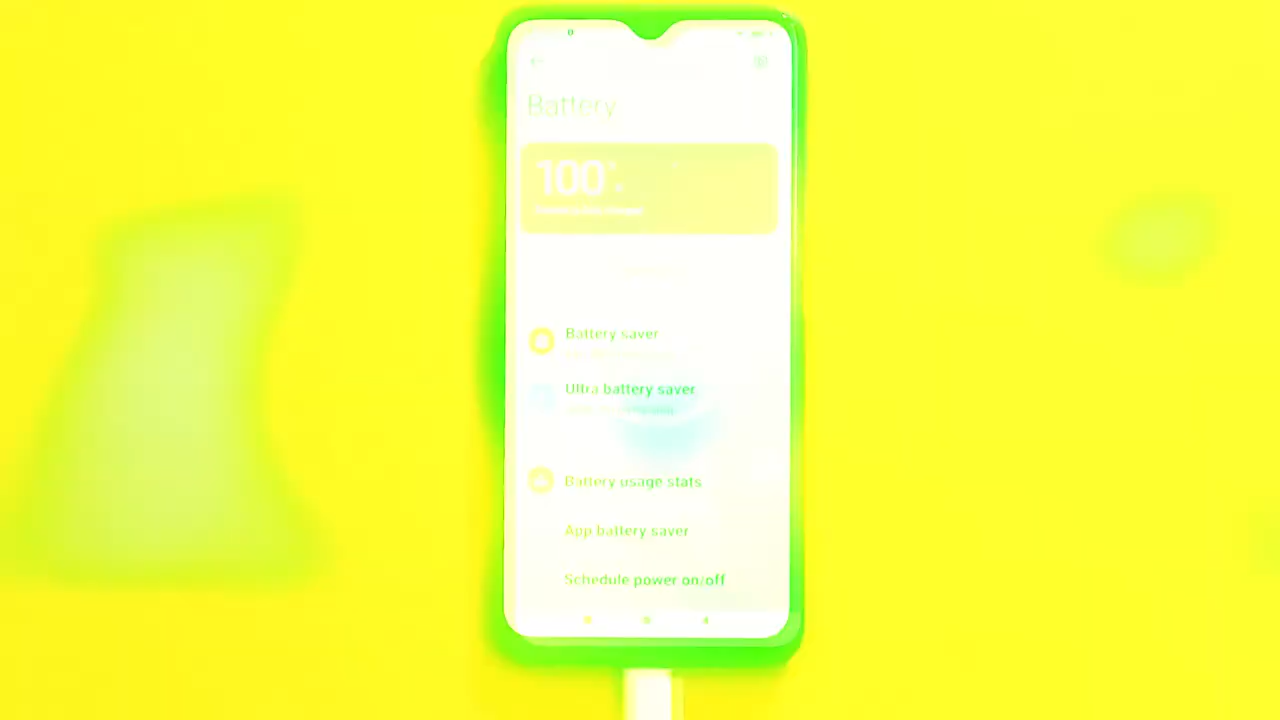 Battery
100%
Battery saver
Ultra battery saver
Battery usage stats
App battery saver
Schedule power on/off